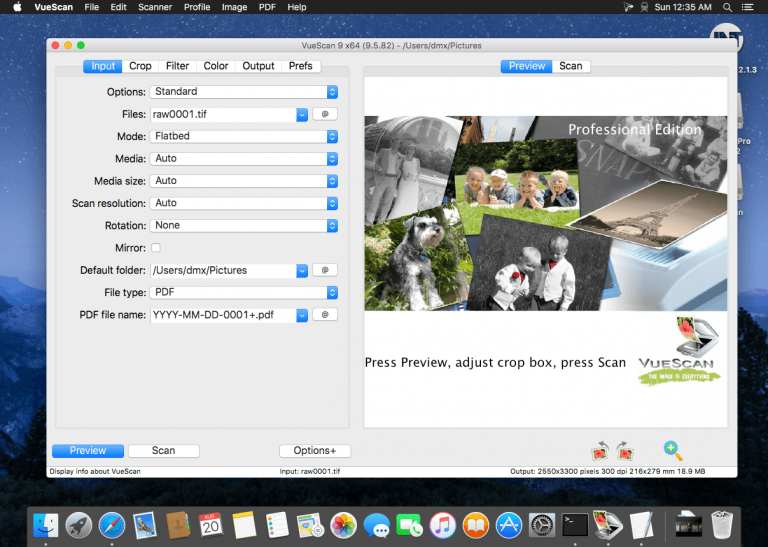 VueScan File Edit Scanner Profile Image PDF Help Sun 12:35 AM
VueScan 9 x64 (9.5.82) - /Users/dmx/Pictures
2.1.3
Input Crop Filter Color Output Prefs
Preview Scan
Options: Standard
Files: raw0001.tif @
Mode: Flatbed
Media: Auto
Media size: Auto
Scan resolution: Auto
Rotation: None
Mirror:
Default folder: /Users/dmx/Pictures @
File type: PDF
PDF file name: YYYY-MM-DD-0001+.pdf @
Professional Edition
SNAP
Pro
2
Press Preview, adjust crop box, press Scan
VUESCAN
THE IMAGE IS EVERYTHING
Preview Scan Options+
Display info about VueScan Input: raw0001.tif Output: 2550x3300 pixels 300 dpi 216x279 mm 18.9 MB
AUG
20